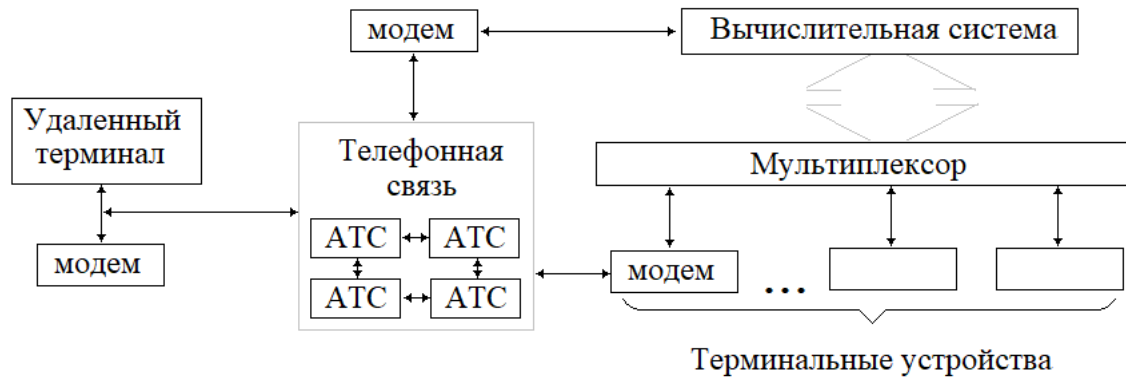 модем
Вычислительная система
Удаленный
терминал
Телефонная
связь
Мультиплексор
АТС
АТС
модем
модем
...
АТС
АТС
Терминальные устройства